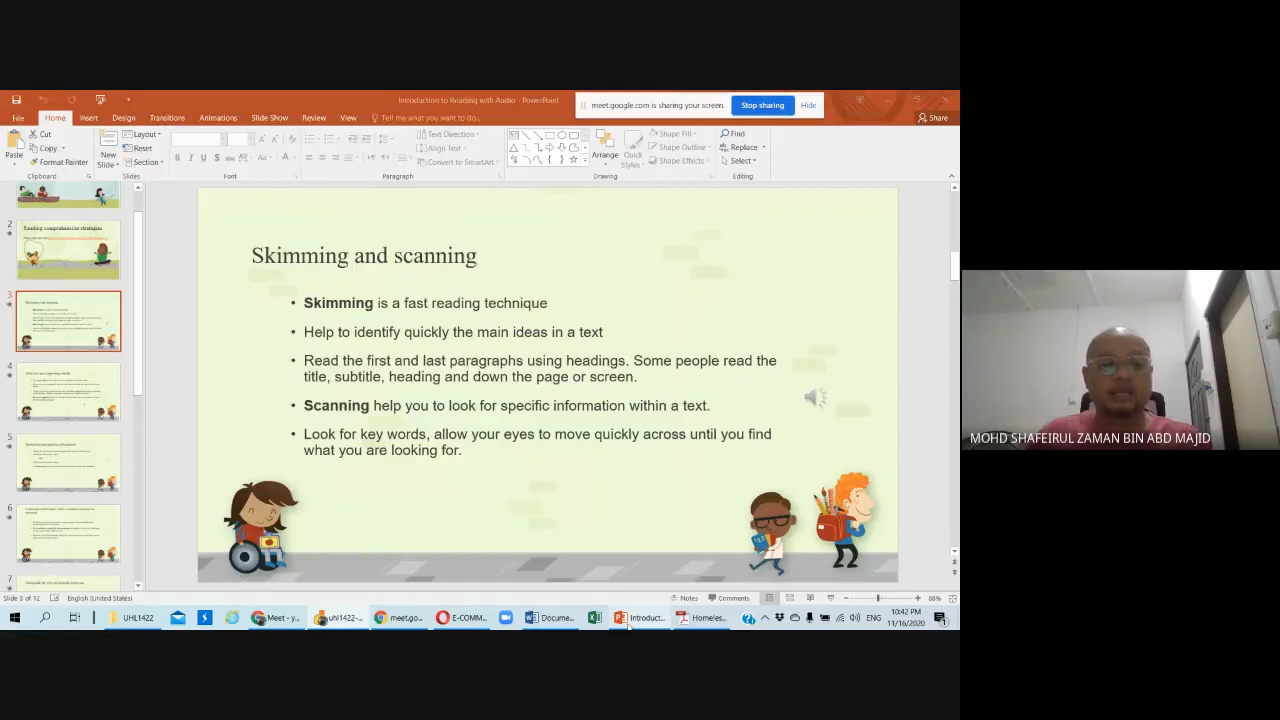 Introduction to Reading with Audio - PowerPoint
meet.google.com is sharing your screen.
Stop sharing
Hide
File
Home
Insert
Design
Transitions
Animations
Slide Show
Review
View
Tell me what you want to do...
Share
Paste
Cut
Copy
Format Painter
Clipboard
New
Slide
Layout
Reset
Section
Slides
Font
Text Direction
Align Text
Convert to SmartArt
Paragraph
Arrange
Quick
Styles
Shape Fill
Shape Outline
Shape Effects
Drawing
Find
Replace
Select
Editing
2
Reading comprehension strategies
3
4
5
6
7
Skimming and scanning
• Skimming is a fast reading technique
• Help to identify quickly the main ideas in a text
• Read the first and last paragraphs using headings. Some people read the
title, subtitle, heading and down the page or screen.
• Scanning help you to look for specific information within a text.
• Look for key words, allow your eyes to move quickly across until you find
what you are looking for.
MOHD SHAFEIRUL ZAMAN BIN ABD MAJID
Slide 3 of 12
English (United States)
Notes
Comments
88%
UHL1422
Meet - y...
uhl1422-
meet.go...
E-COMM...
Docume...
Introduct...
Homeles...
ENG
10:42 PM
11/16/2020